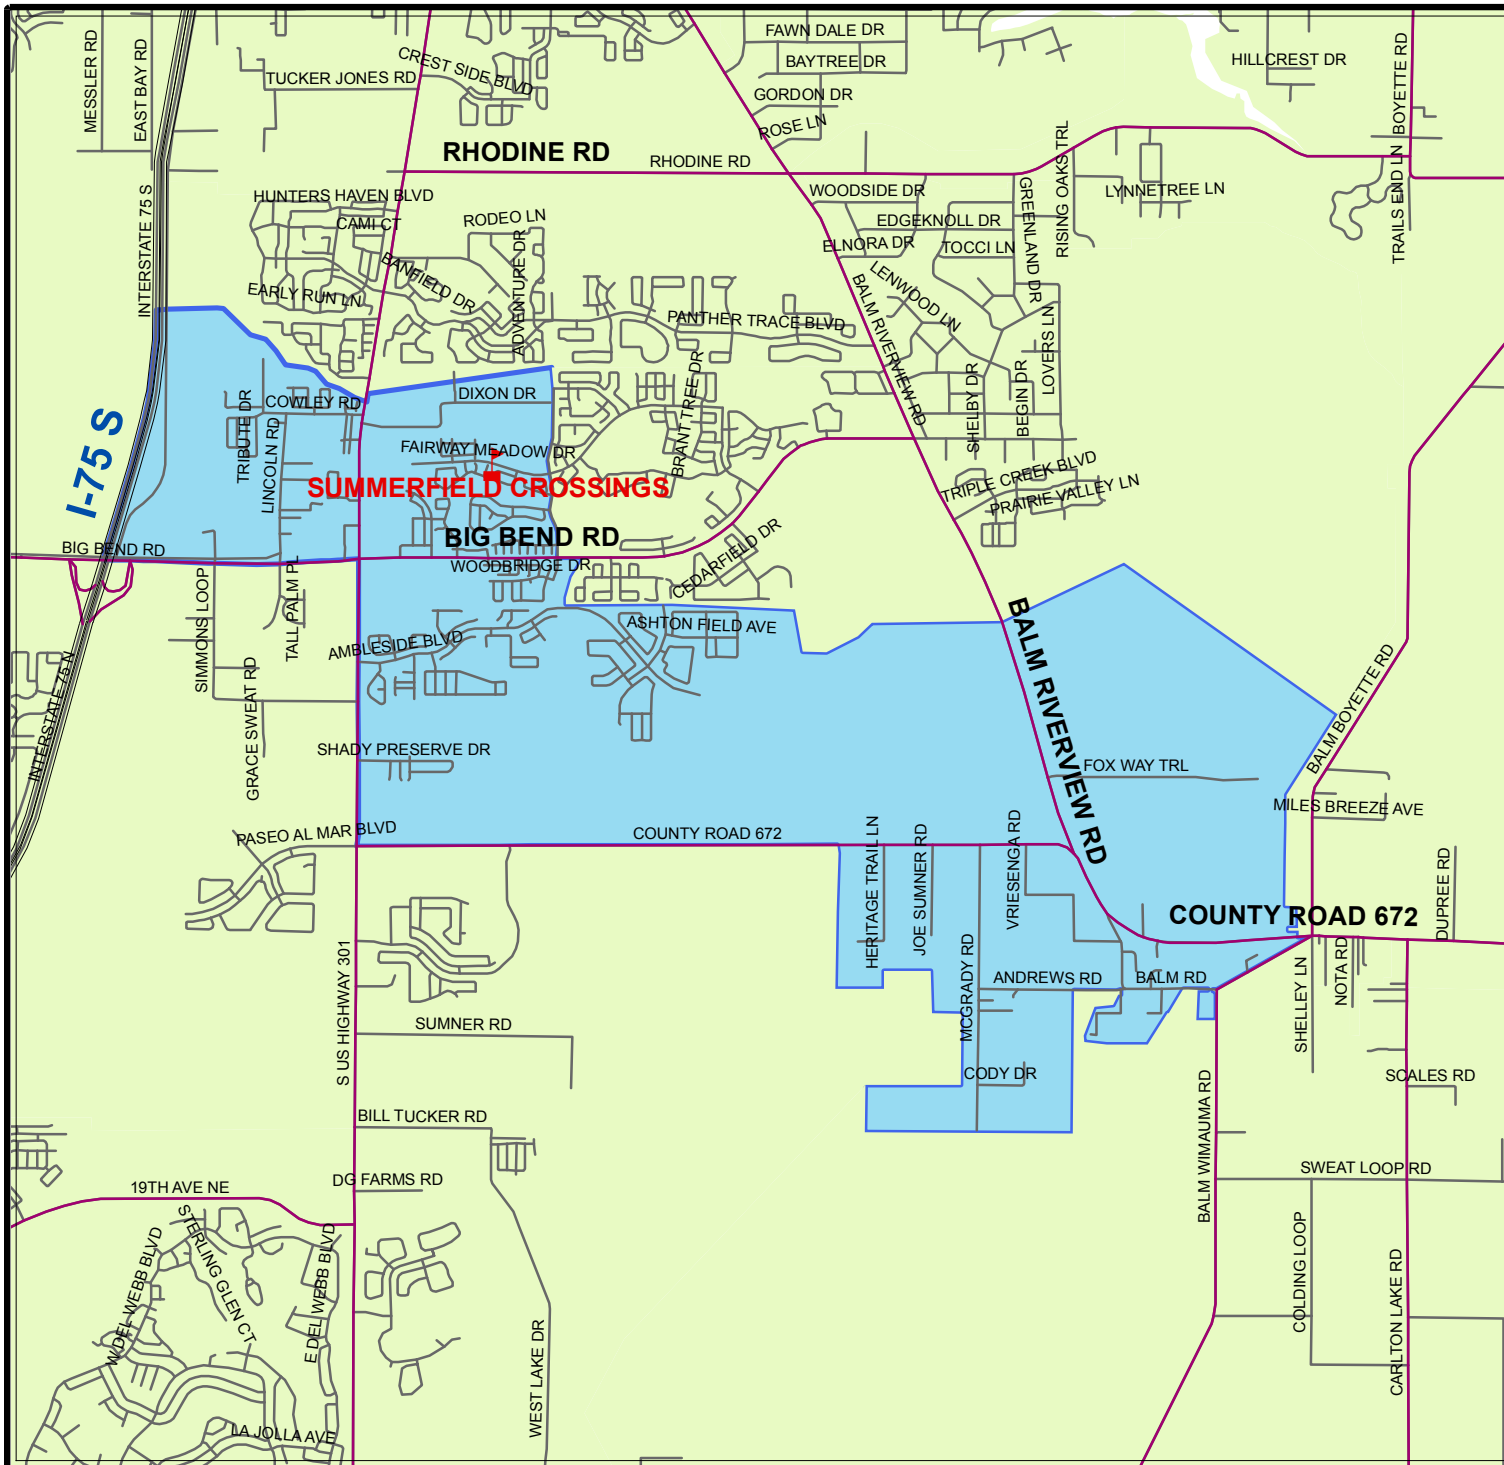 MESSLER RD
EAST BAY RD
TUCKER JONES RD
CREST SIDE BLVD
FAWN DALE DR
BAYTREE DR
GORDON DR
ROSE LN
HILLCREST DR
BOYETTE RD
RHODINE RD
RHODINE RD
RISING OAKS TRL
LYNNETREE LN
TRAILS END LN
INTERSTATE 75 S
HUNTERS HAVEN BLVD
CAMI CT
RODEO LN
WOODSIDE DR
EDGEKNOLL DR
ELNORA DR
TOCCI LN
GREENLAND DR
BANFIELD DR
ADVENTURE DR
EARLY RUN LN
LENWOOD LN
PANTHER TRACE BLVD
BALM RIVERVIEW RD
LOVERS LN
BRANT TREE DR
SHELBY DR
BEGIN DR
I-75 S
TRIBUTE DR
COWLEY RD
LINCOLN RD
DIXON DR
FAIRWAY MEADOW DR
SUMMERFIELD CROSSINGS
TRIPLE CREEK BLVD
PRAIRIE VALLEY LN
BIG BEND RD
BIG BEND RD
WOODBRIDGE DR
CEDARFIELD DR
SIMMONS LOOP
TALL PALM PL
AMBLESIDE BLVD
ASHTON FIELD AVE
BALM RIVERVIEW RD
INTERSTATE 75 N
GRACE SWEAT RD
SHADY PRESERVE DR
BALM BOYETTE RD
FOX WAY TRL
MILES BREEZE AVE
PASEO AL MAR BLVD
COUNTY ROAD 672
HERITAGE TRAIL LN
JOE SUMNER RD
VRIESENGA RD
MCGRADY RD
COUNTY ROAD 672
DUPREE RD
S US HIGHWAY 301
ANDREWS RD
BALM RD
SHELLEY LN
NOTA RD
SUMNER RD
CODY DR
SCALES RD
BILL TUCKER RD
BALM WIMAUMA RD
DG FARMS RD
19TH AVE NE
SWEAT LOOP RD
W DEL WEBB BLVD
STERLING GLEN CT
E DEL WEBB BLVD
COLDING LOOP
CARLTON LAKE RD
WEST LAKE DR
LA JOLLA AVE